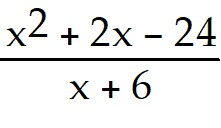 x² + 2x − 24
x + 6